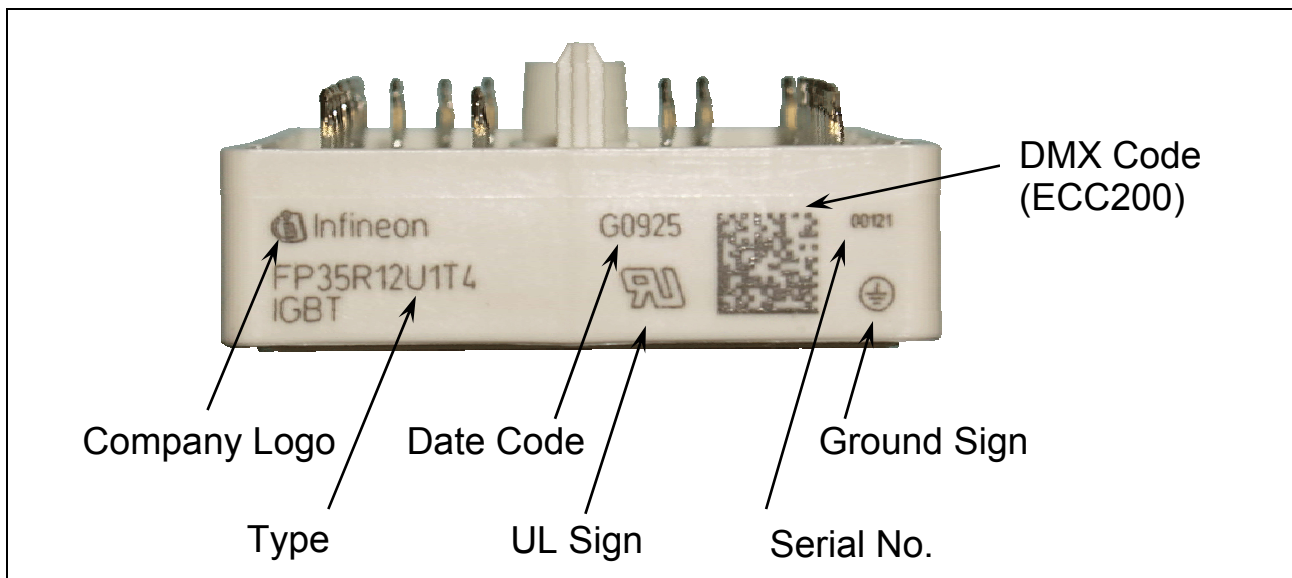 DMX Code
(ECC200)
Infineon
G0925
00121
FP35R12U1T4
IGBT
Company Logo
Date Code
Ground Sign
Type
UL Sign
Serial No.